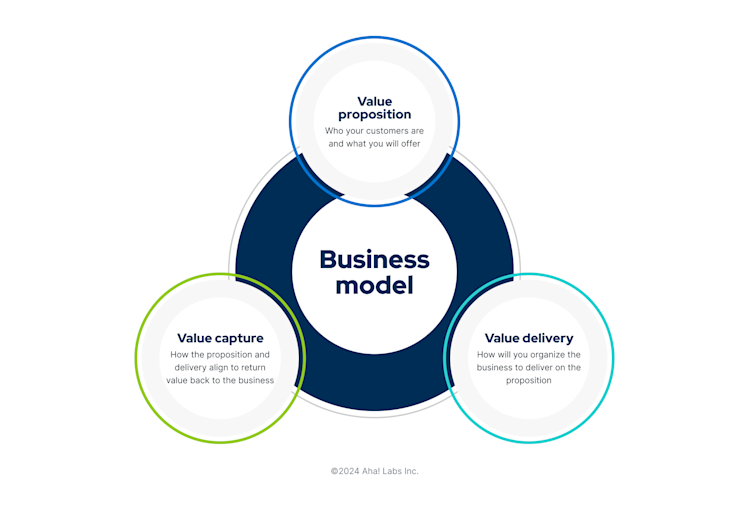 Value
proposition
Who your customers are
and what you will offer
Business
model
Value capture
How the proposition and
delivery align to return
value back to the business
Value delivery
How will you organize the
business to deliver on the
proposition
©2024 Aha! Labs Inc.